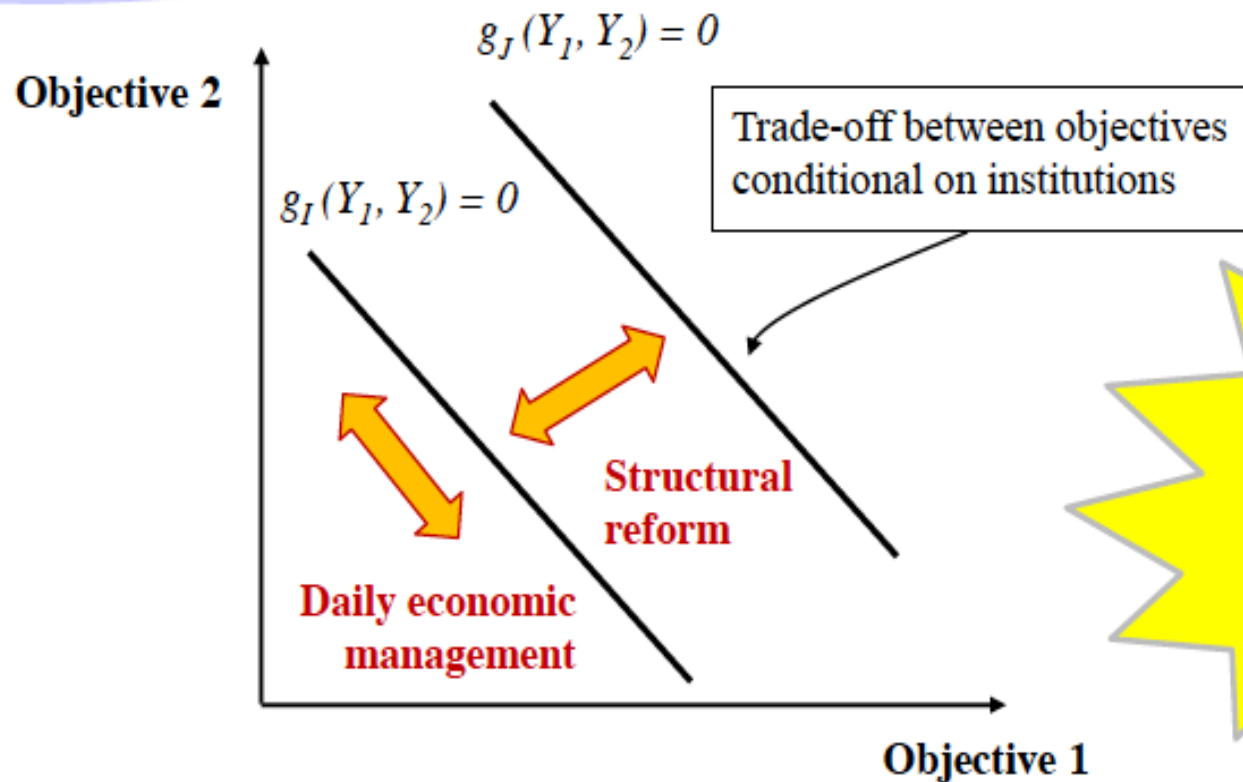 g_J (Y_1, Y_2) = 0
Objective 2
Trade-off between objectives
conditional on institutions
g_I (Y_1, Y_2) = 0
Structural
reform
Daily economic
management
Objective 1